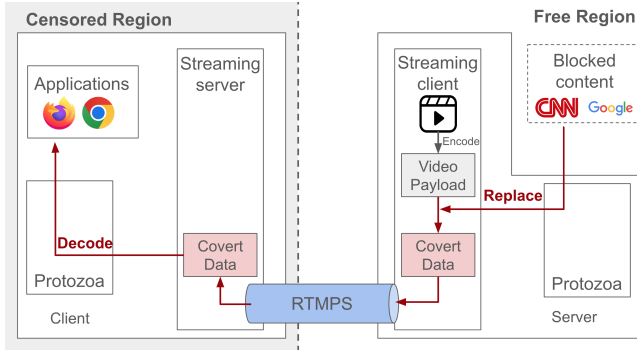 Censored Region
Applications
Streaming
server
Decode
Covert
Data
Protozoa
Client
RTMPS
Free Region
Streaming
client
Encode
Video
Payload
Replace
Covert
Data
Blocked
content
CNN
Google
Protozoa
Server